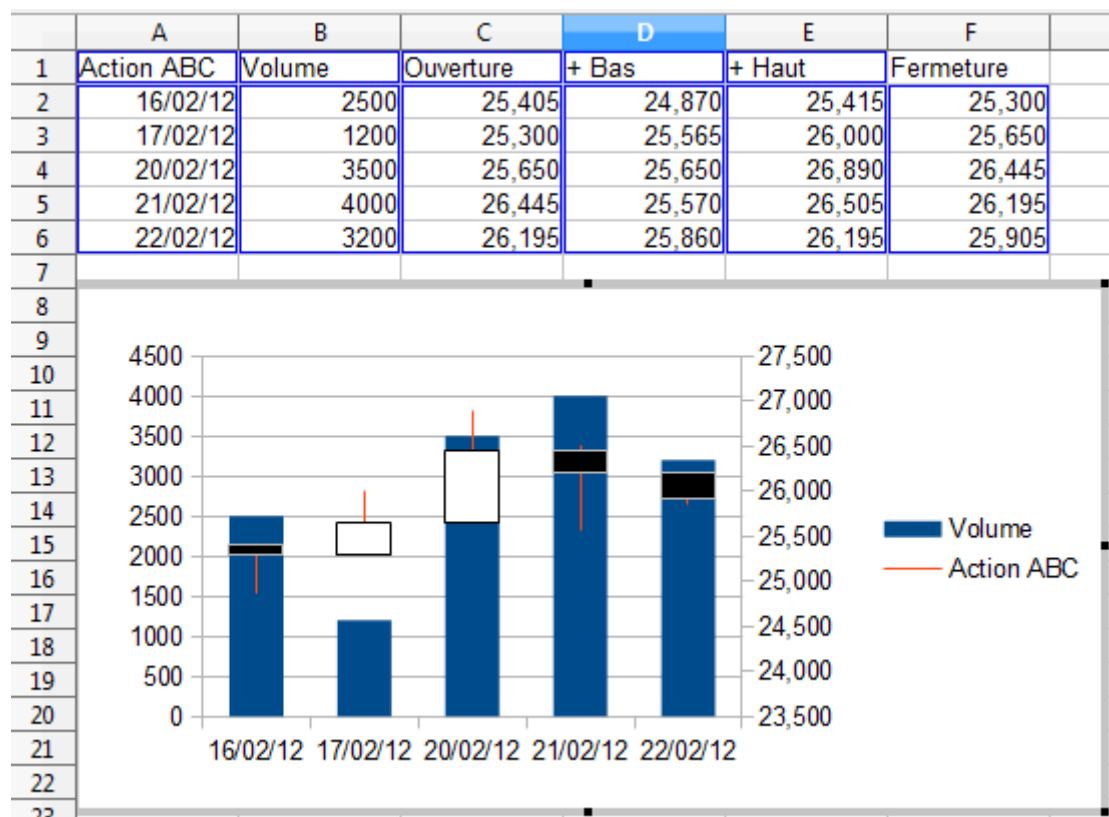 A B C D E F
1 Action ABC Volume Ouverture + Bas + Haut Fermeture
2 16/02/12 2500 25,405 24,870 25,415 25,300
3 17/02/12 1200 25,300 25,565 26,000 25,650
4 20/02/12 3500 25,650 25,650 26,890 26,445
5 21/02/12 4000 26,445 25,570 26,505 26,195
6 22/02/12 3200 26,195 25,860 26,195 25,905
7
8
9
10
11
12
13
14
15
16
17
18
19
20
21
22
23
4500 27,500
4000 27,000
3500 26,500
3000 26,000
2500 25,500
2000 25,000
1500 24,500
1000 24,000
500 23,500
0
16/02/12 17/02/12 20/02/12 21/02/12 22/02/12
Volume
Action ABC